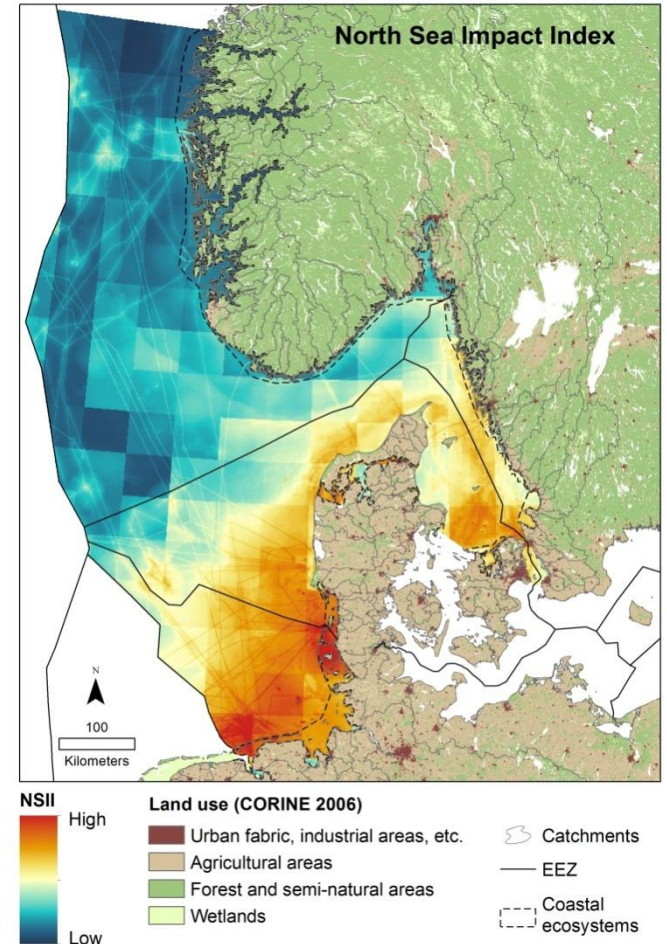 North Sea Impact Index
N
100
Kilometers
NSII
High
Low
Land use (CORINE 2006)
Urban fabric, industrial areas, etc.
Agricultural areas
Forest and semi-natural areas
Wetlands
Catchments
EEZ
Coastal
ecosystems